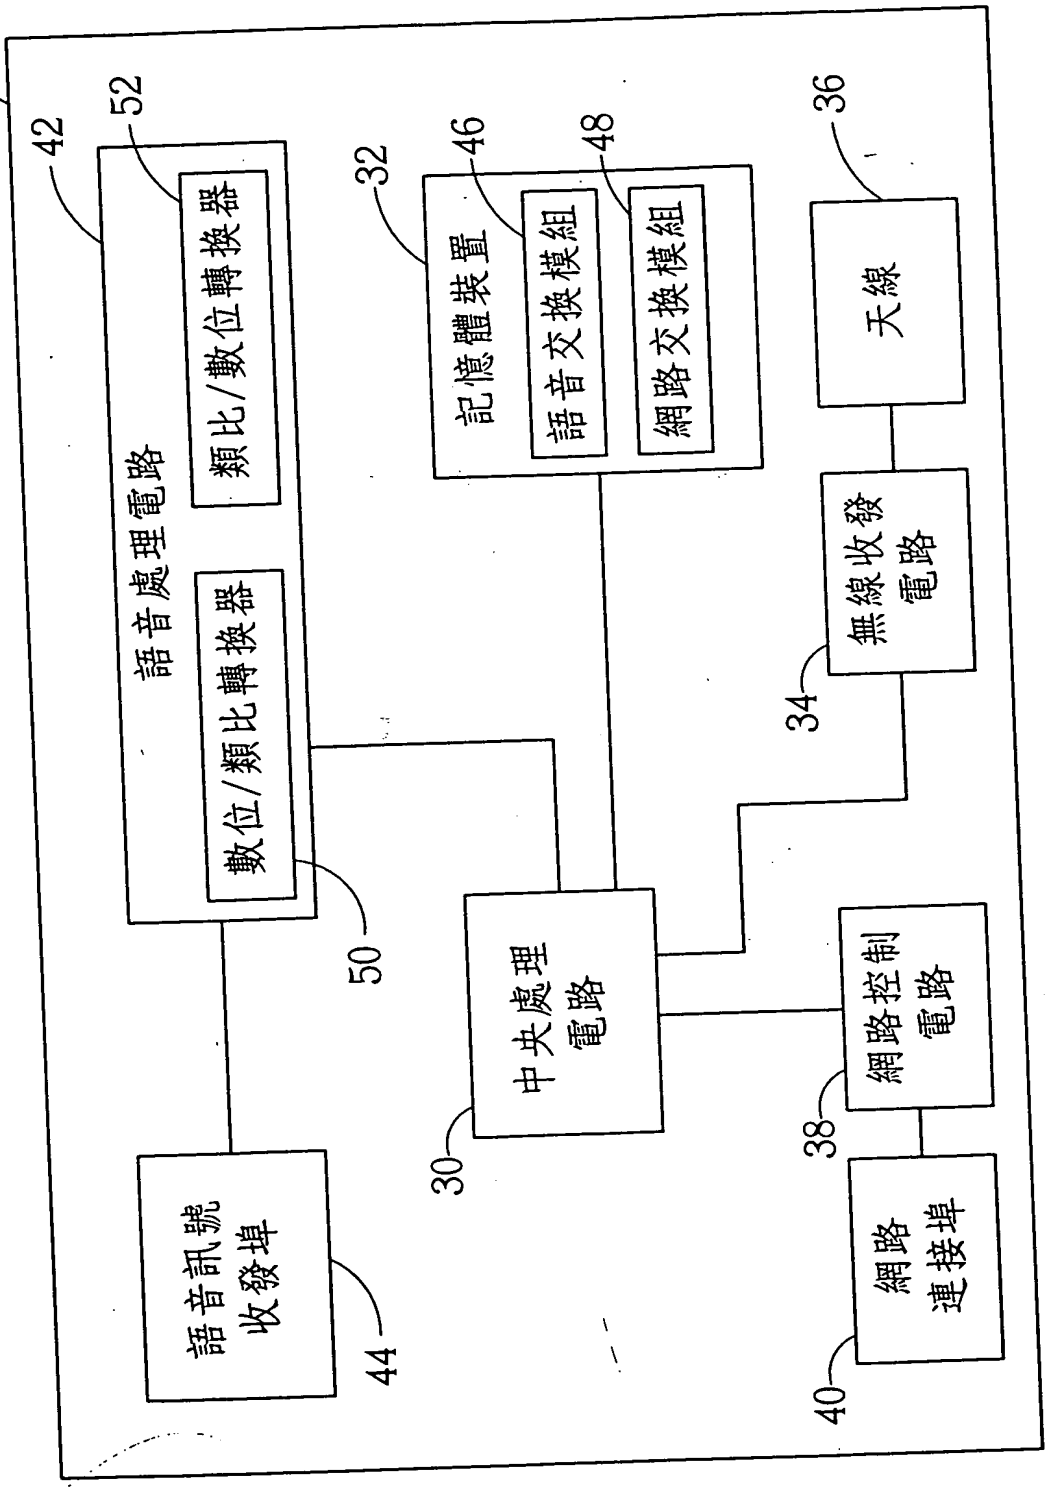 42
語音處理電路
52
類比/數位轉換器
數位/類比轉換器
50
語音訊號
收發埠
44
32
記憶體裝置
46
語音交換模組
48
網路交換模組
中央處理
電路
30
36
天線
無線收發
電路
34
網路控制
電路
38
網路
連接埠
40